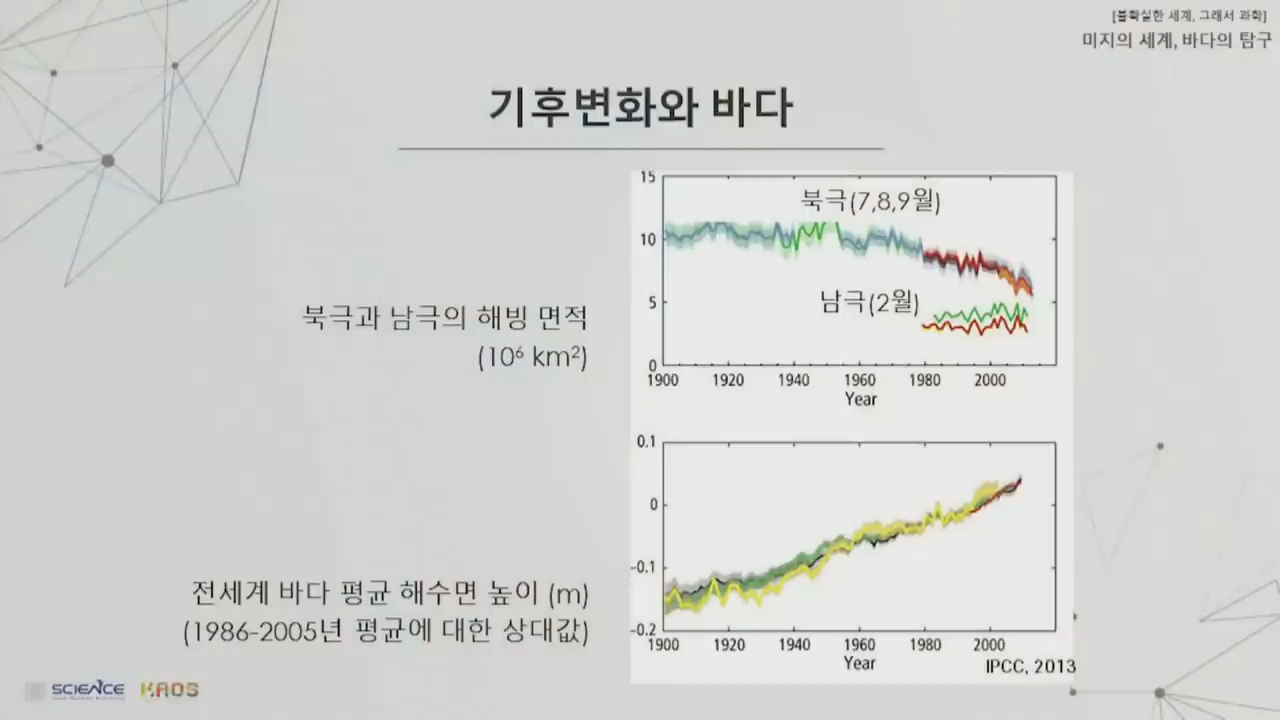 [불확실한 세계, 그래서 과학]
미지의 세계, 바다의 탐구
기후변화와 바다
북극과 남극의 해빙 면적
(10⁶ km²)
15
10
5
0
북극(7,8,9월)
남극(2월)
1900 1920 1940 1960 1980 2000
Year
전세계 바다 평균 해수면 높이 (m)
(1986-2005년 평균에 대한 상대값)
0.1
0
-0.1
-0.2
1900 1920 1940 1960 1980 2000
Year
IPCC, 2013
SCIENCE KAOS